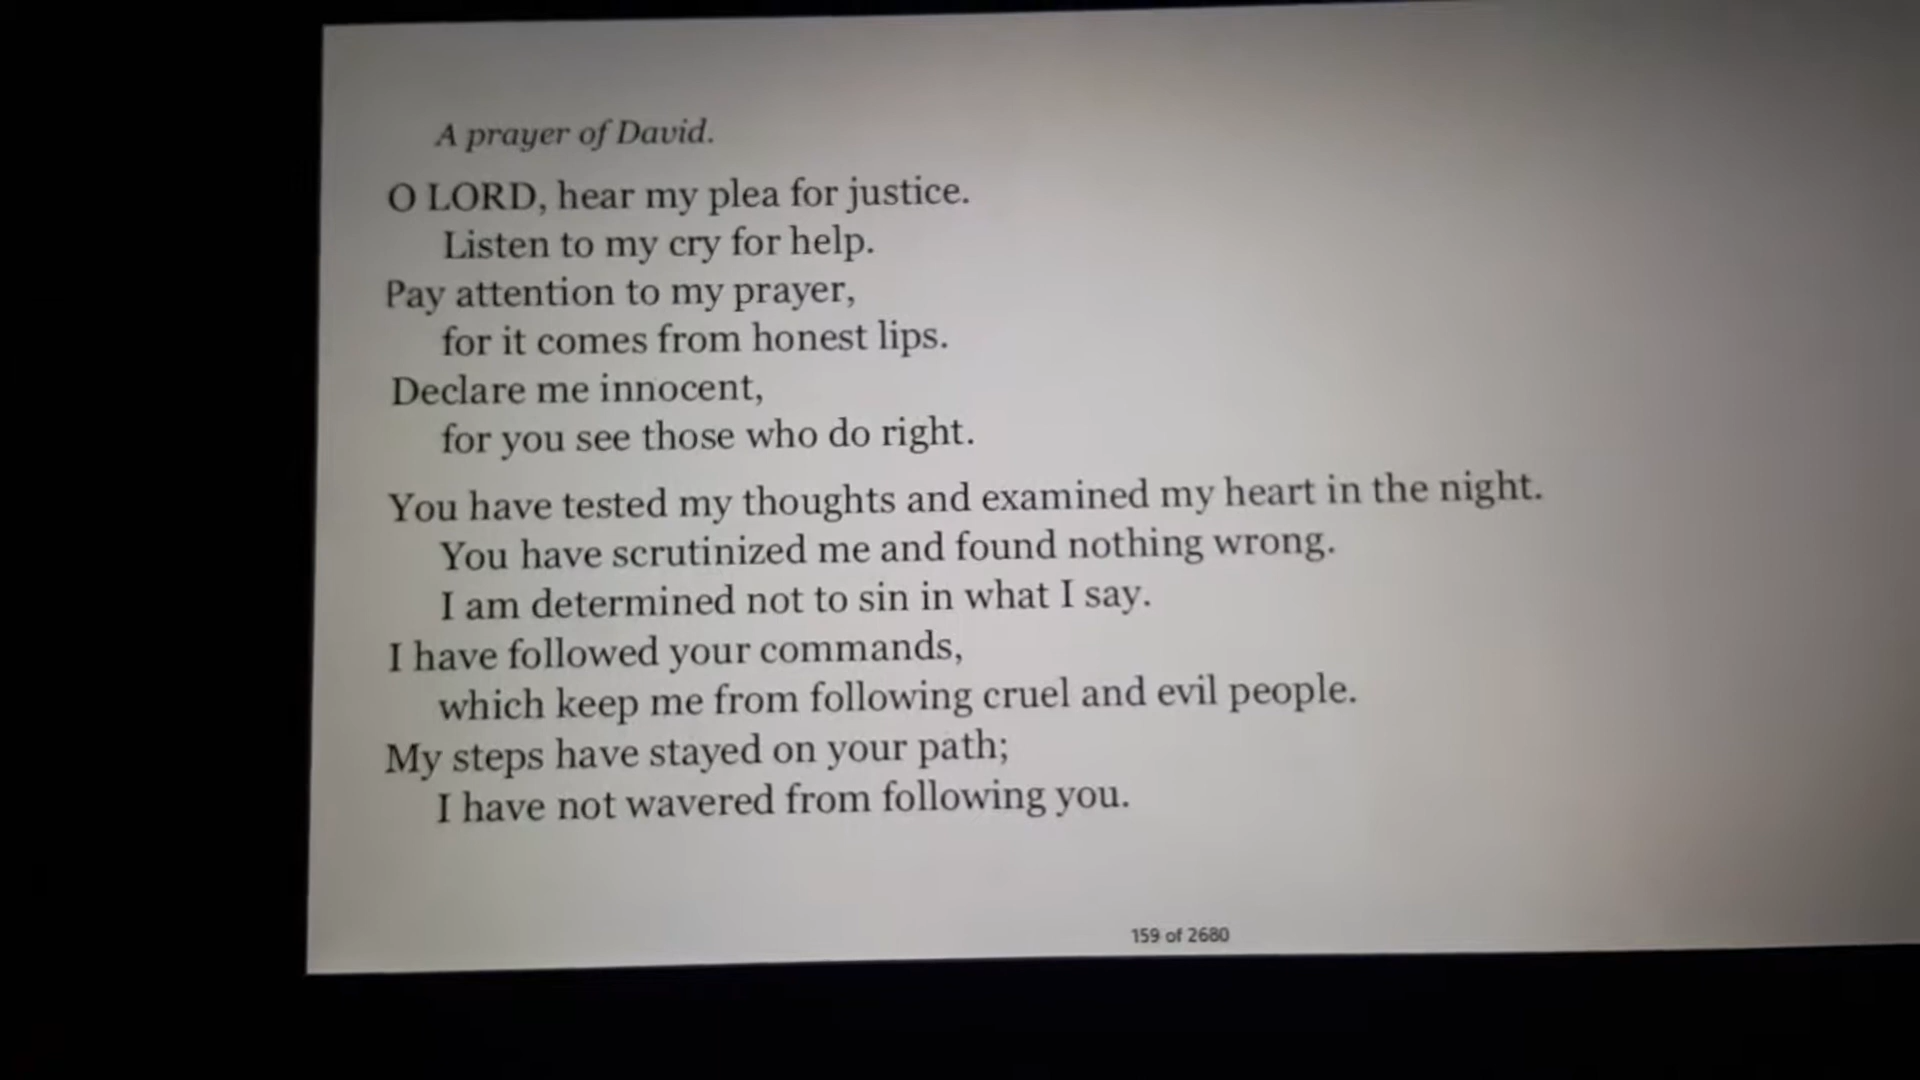 A prayer of David.
O LORD, hear my plea for justice.
Listen to my cry for help.
Pay attention to my prayer,
for it comes from honest lips.
Declare me innocent,
for you see those who do right.
You have tested my thoughts and examined my heart in the night.
You have scrutinized me and found nothing wrong.
I am determined not to sin in what I say.
I have followed your commands,
which keep me from following cruel and evil people.
My steps have stayed on your path;
I have not wavered from following you.
159 of 2680